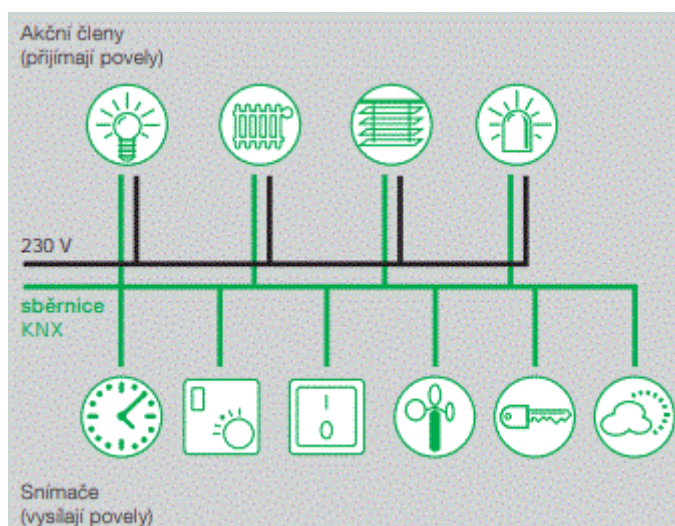 Akční členy
(přijímají povely)
230 V
sběrnice
KNX
Snímače
(vysílají povely)